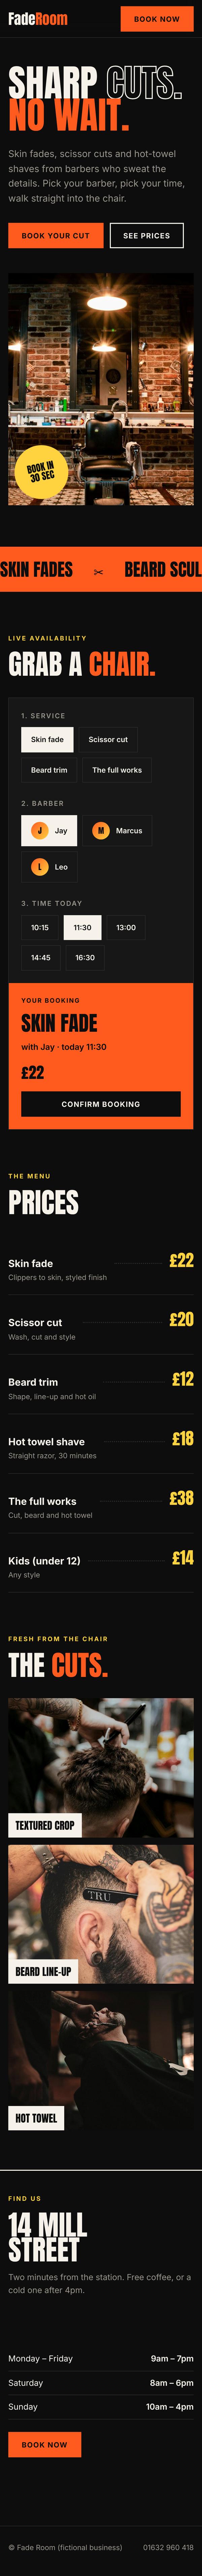 FadeRoom
BOOK NOW
SHARP CUTS.
NO WAIT.
Skin fades, scissor cuts and hot-towel
shaves from barbers who sweat the
details. Pick your barber, pick your time,
walk straight into the chair.
BOOK YOUR CUT
SEE PRICES
BOOK IN
30 SEC
SKIN FADES ✂ BEARD SCUL
LIVE AVAILABILITY
GRAB A CHAIR.
1. SERVICE
Skin fade
Scissor cut
Beard trim
The full works
2. BARBER
J Jay
M Marcus
L Leo
3. TIME TODAY
10:15
11:30
13:00
14:45
16:30
YOUR BOOKING
SKIN FADE
with Jay · today 11:30
£22
CONFIRM BOOKING
THE MENU
PRICES
Skin fade £22
Clippers to skin, styled finish
Scissor cut £20
Wash, cut and style
Beard trim £12
Shape, line-up and hot oil
Hot towel shave £18
Straight razor, 30 minutes
The full works £38
Cut, beard and hot towel
Kids (under 12) £14
Any style
FRESH FROM THE CHAIR
THE CUTS.
TEXTURED CROP
TRU
BEARD LINE-UP
HOT TOWEL
FIND US
14 MILL
STREET
Two minutes from the station. Free coffee, or a
cold one after 4pm.
Monday – Friday 9am – 7pm
Saturday 8am – 6pm
Sunday 10am – 4pm
BOOK NOW
© Fade Room (fictional business) 01632 960 418